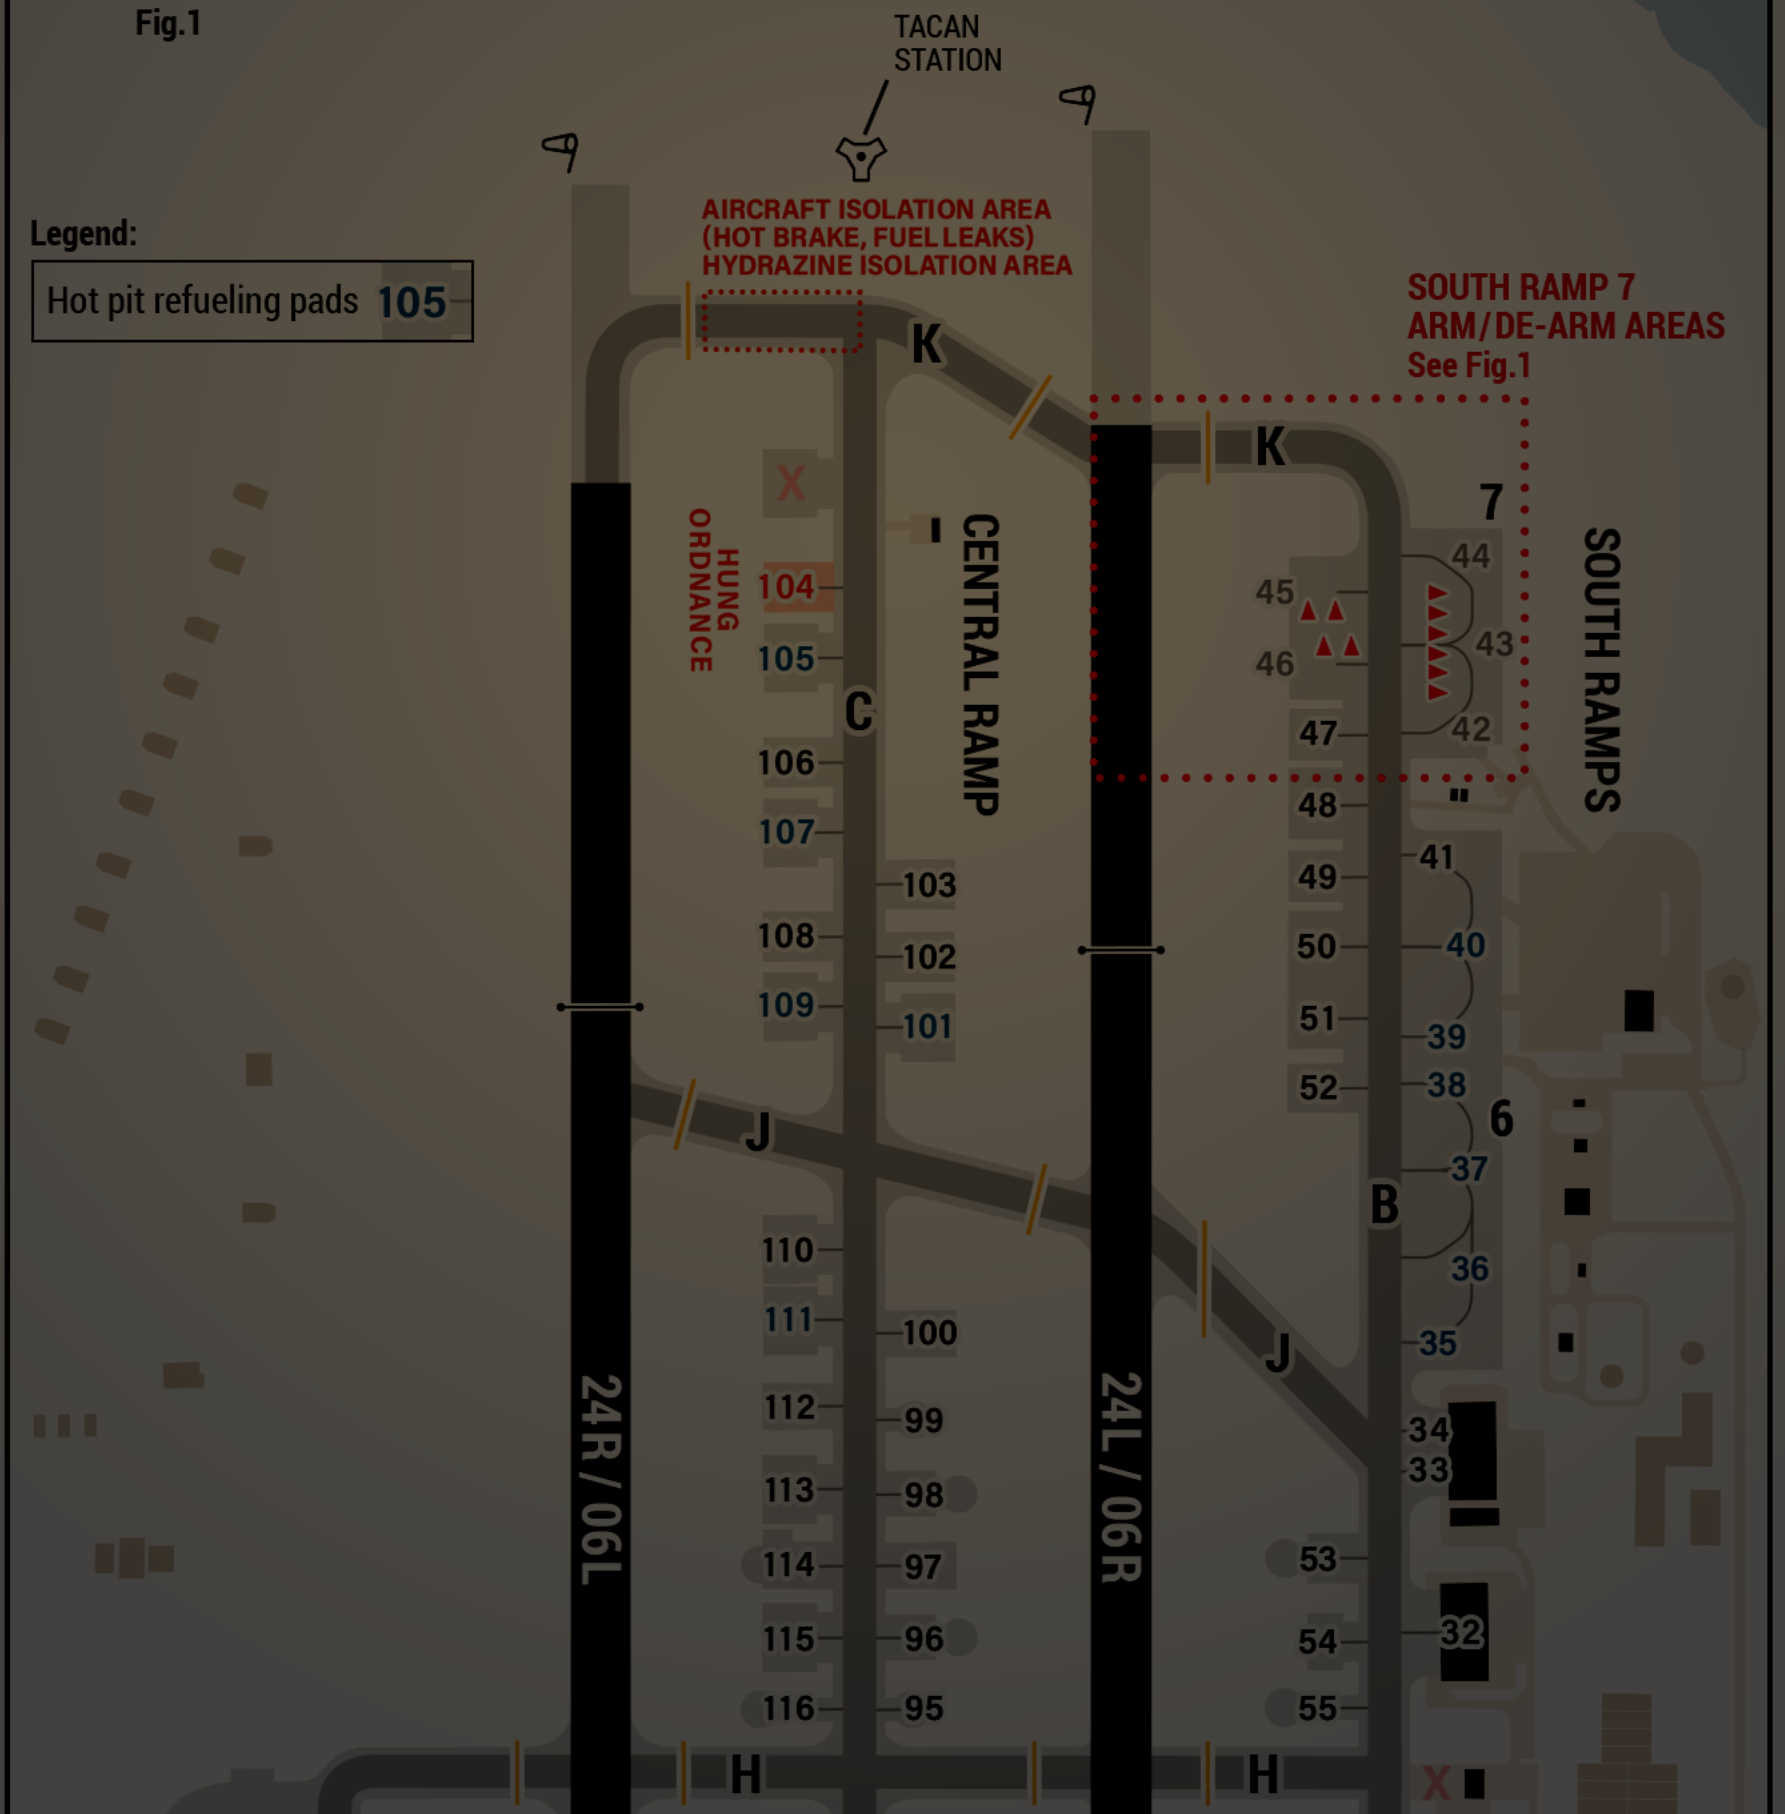 Fig.1
TACAN
STATION
AIRCRAFT ISOLATION AREA
(HOT BRAKE, FUEL LEAKS)
HYDRAZINE ISOLATION AREA
Legend:
Hot pit refueling pads 105
SOUTH RAMP 7
ARM/DE-ARM AREAS
See Fig.1
K
K
7
X
HUNG
ORDNANCE
CENTRAL RAMP
SOUTH RAMPS
104
105
C
106
107
103
108
102
109
101
44
45
43
46
42
47
48
41
49
40
50
51
39
52
38
6
37
B
36
35
J
J
110
111
100
112
99
113
98
114
97
115
96
116
95
24R/06L
24L/06R
34
33
53
32
54
55
H
H
X